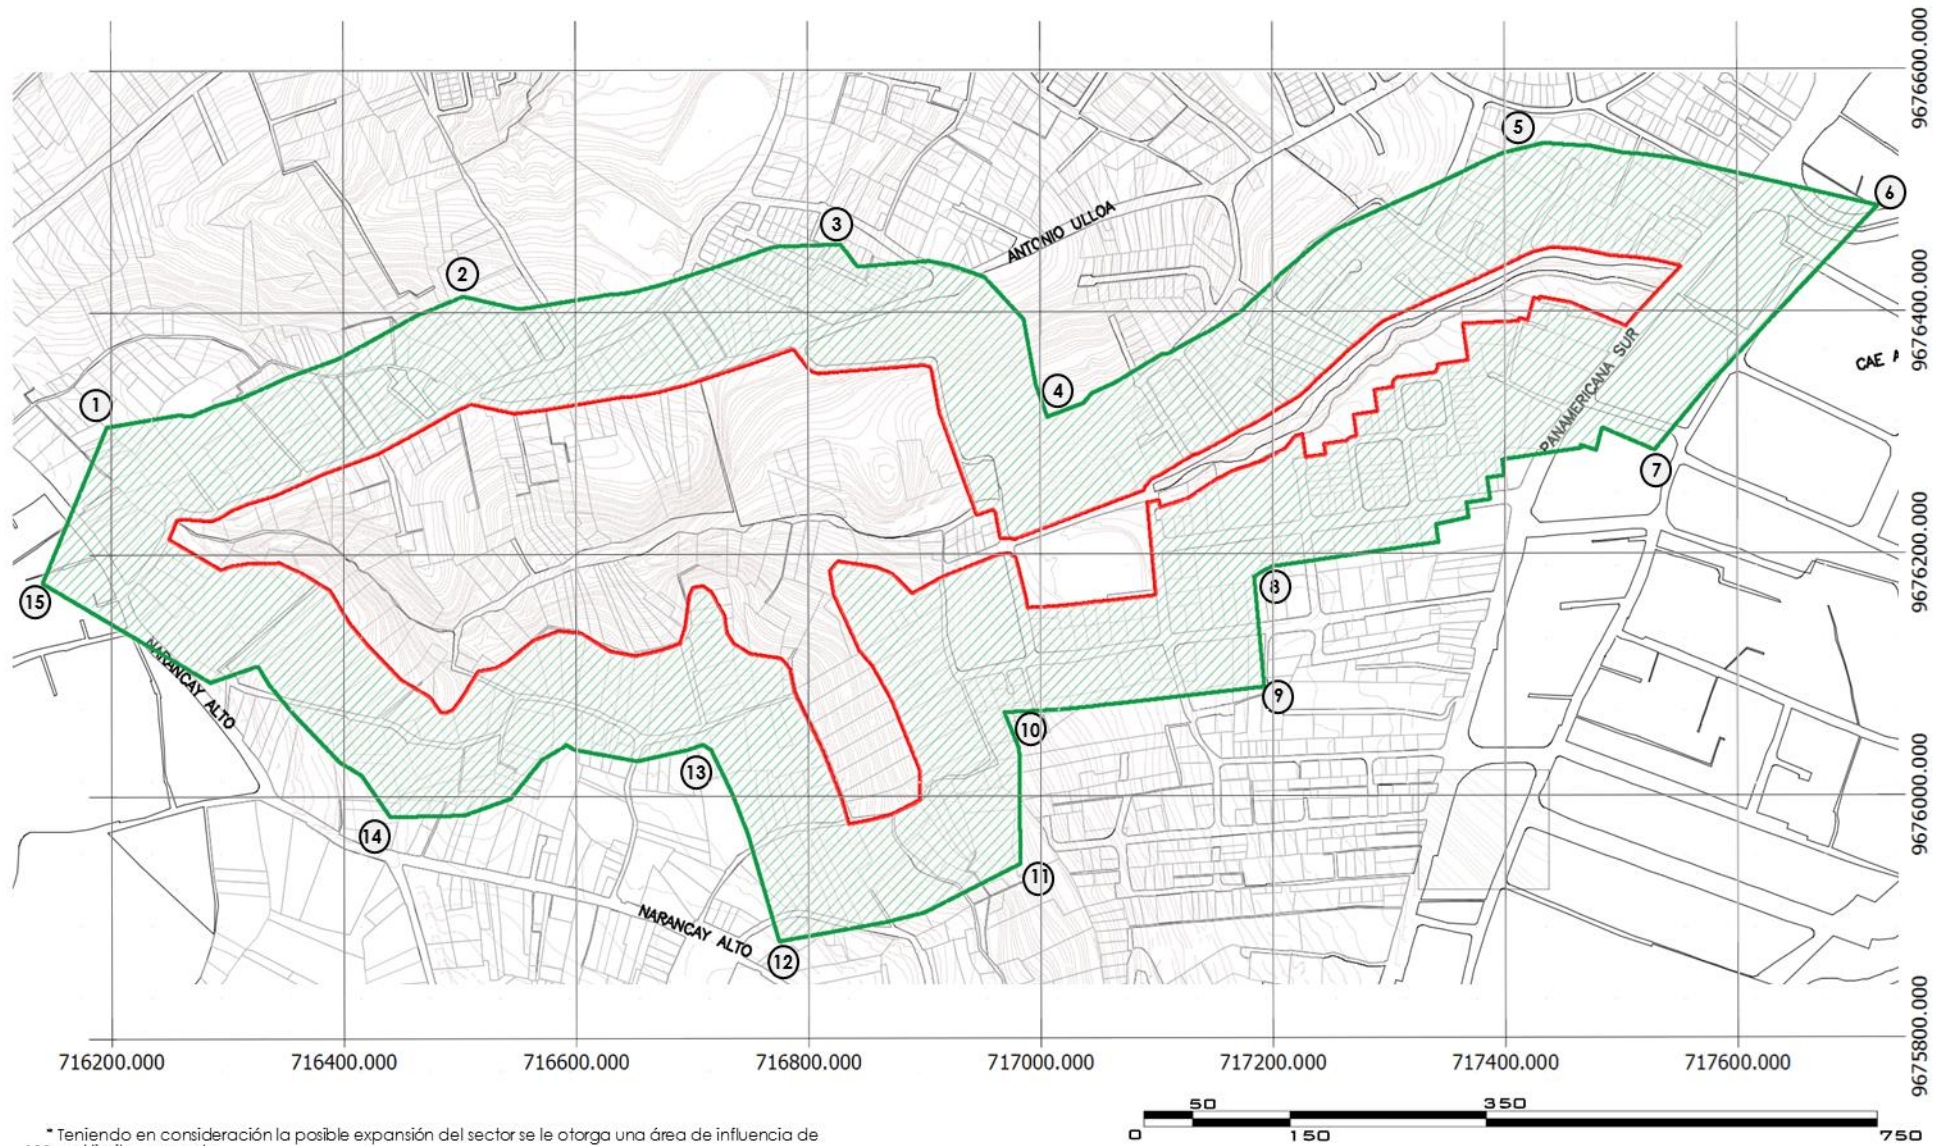 9676600.000
5
6
3
ANTONIO ULLOA
2
9676400.000
CAE A
4
1
PANAMERICANA SUR
7
9676200.000
8
15
NARANCAY ALTO
9
10
13
9676000.000
14
11
NARANCAY ALTO
12
9675800.000
716200.000 716400.000 716600.000 716800.000 717000.000 717200.000 717400.000 717600.000
50 350
0 150 750
* Teniendo en consideración la posible expansión del sector se le otorga una área de influencia de